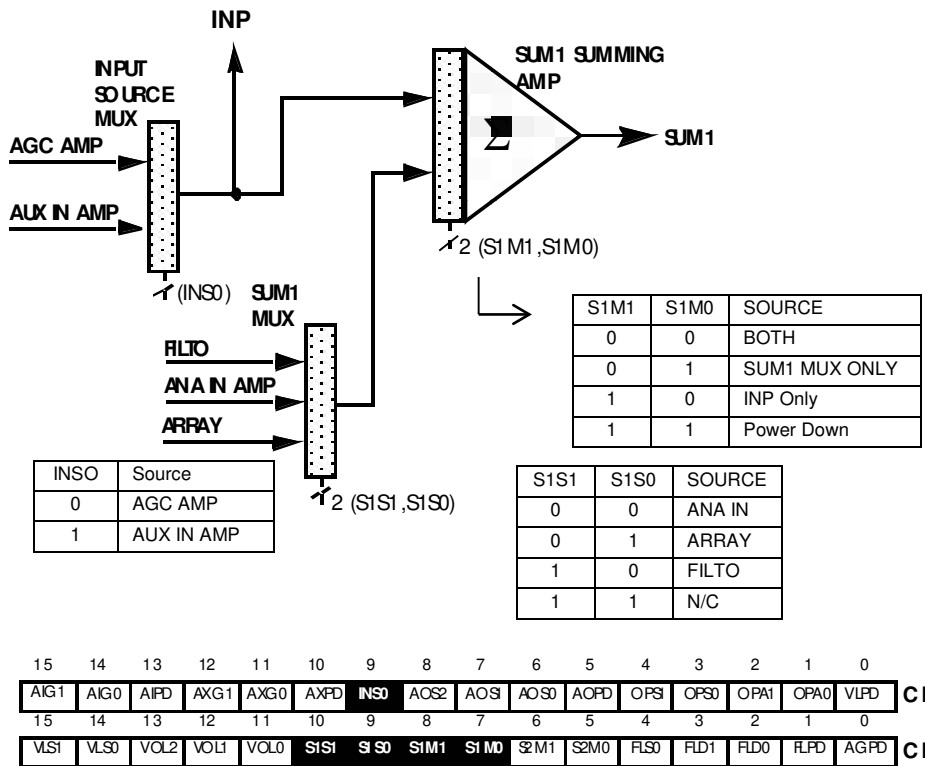 INP
INPUT
SOURCE
MUX
SUM1 SUMMING
AMP
AGC AMP
Σ
SUM1
AUX IN AMP
2 (S1M1,S1M0)
(INS0)
SUM1
MUX
FILTO
ANA IN AMP
ARRAY
2 (S1S1,S1S0)
S1M1 S1M0 SOURCE
0 0 BOTH
0 1 SUM1 MUX ONLY
1 0 INP Only
1 1 Power Down
INSO Source
0 AGC AMP
1 AUX IN AMP
S1S1 S1S0 SOURCE
0 0 ANA IN
0 1 ARRAY
1 0 FILTO
1 1 N/C
15 14 13 12 11 10 9 8 7 6 5 4 3 2 1 0
AIG1 AIG0 AIPD AXG1 AXG0 AXPD INS0 AOS2 AOS1 AOS0 AOPD OPS1 OPS0 OPA1 OPA0 VLPD
15 14 13 12 11 10 9 8 7 6 5 4 3 2 1 0
VLS1 VLS0 VOL2 VOL1 VOL0 S1S1 S1S0 S1M1 S1M0 S2M1 S2M0 FLS0 FLD1 FLD0 FLPD AGPD